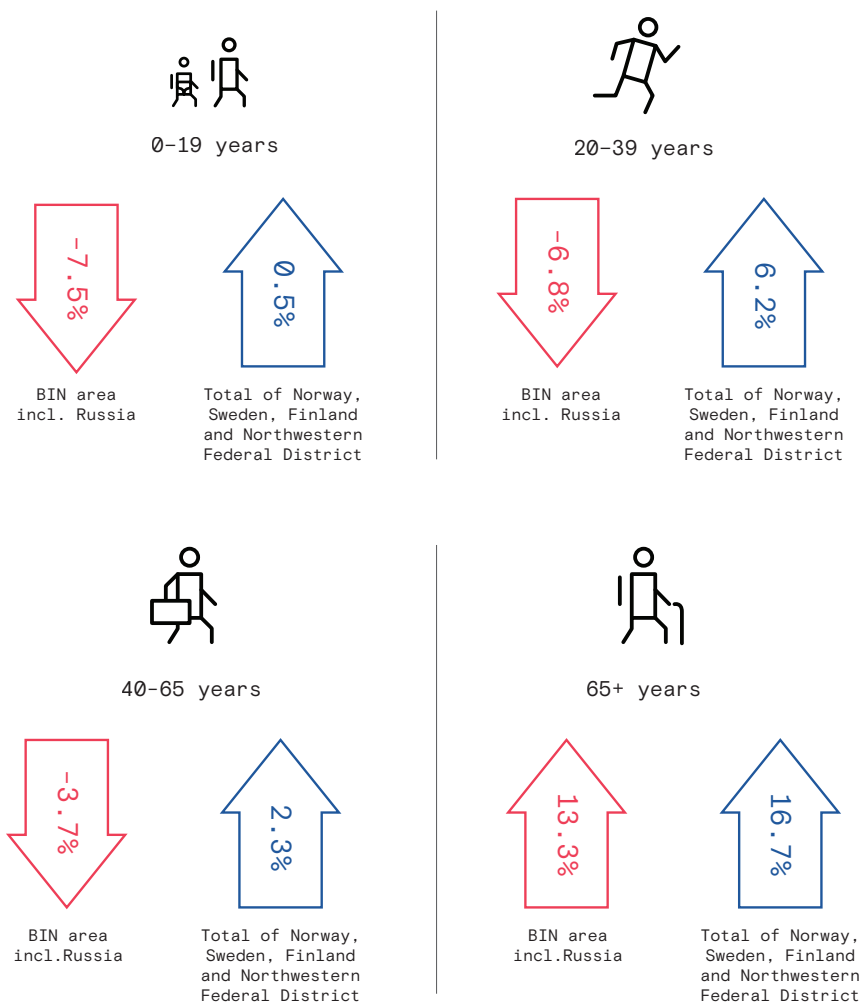 0–19 years
-7.5%
0.5%
BIN area
incl. Russia
Total of Norway,
Sweden, Finland
and Northwestern
Federal District
20–39 years
-6.8%
6.2%
BIN area
incl. Russia
Total of Norway,
Sweden, Finland
and Northwestern
Federal District
40–65 years
-3.7%
2.3%
BIN area
incl.Russia
Total of Norway,
Sweden, Finland
and Northwestern
Federal District
65+ years
13.3%
16.7%
BIN area
incl.Russia
Total of Norway,
Sweden, Finland
and Northwestern
Federal District